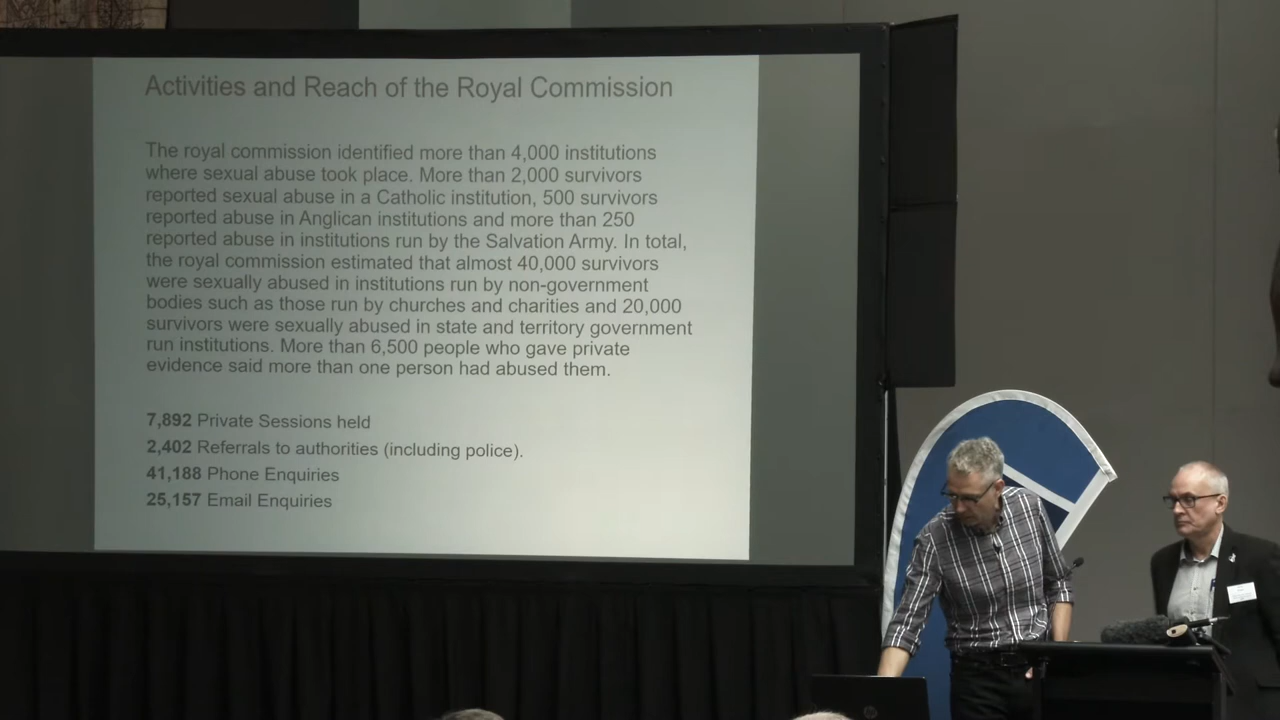 Activities and Reach of the Royal Commission
The royal commission identified more than 4,000 institutions
where sexual abuse took place. More than 2,000 survivors
reported sexual abuse in a Catholic institution, 500 survivors
reported abuse in Anglican institutions and more than 250
reported abuse in institutions run by the Salvation Army. In total,
the royal commission estimated that almost 40,000 survivors
were sexually abused in institutions run by non-government
bodies such as those run by churches and charities and 20,000
survivors were sexually abused in state and territory government
run institutions. More than 6,500 people who gave private
evidence said more than one person had abused them.
7,892 Private Sessions held
2,402 Referrals to authorities (including police).
41,188 Phone Enquiries
25,157 Email Enquiries